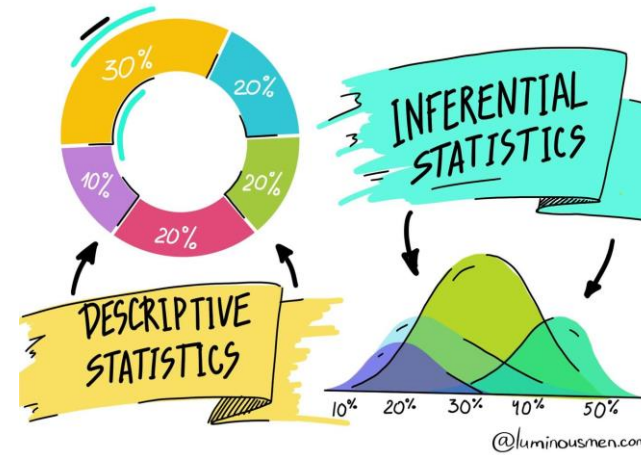 30%
20%
20%
20%
10%
DESCRIPTIVE
STATISTICS
INFERENTIAL
STATISTICS
10% 20% 30% 40% 50%
@luminousmen.com